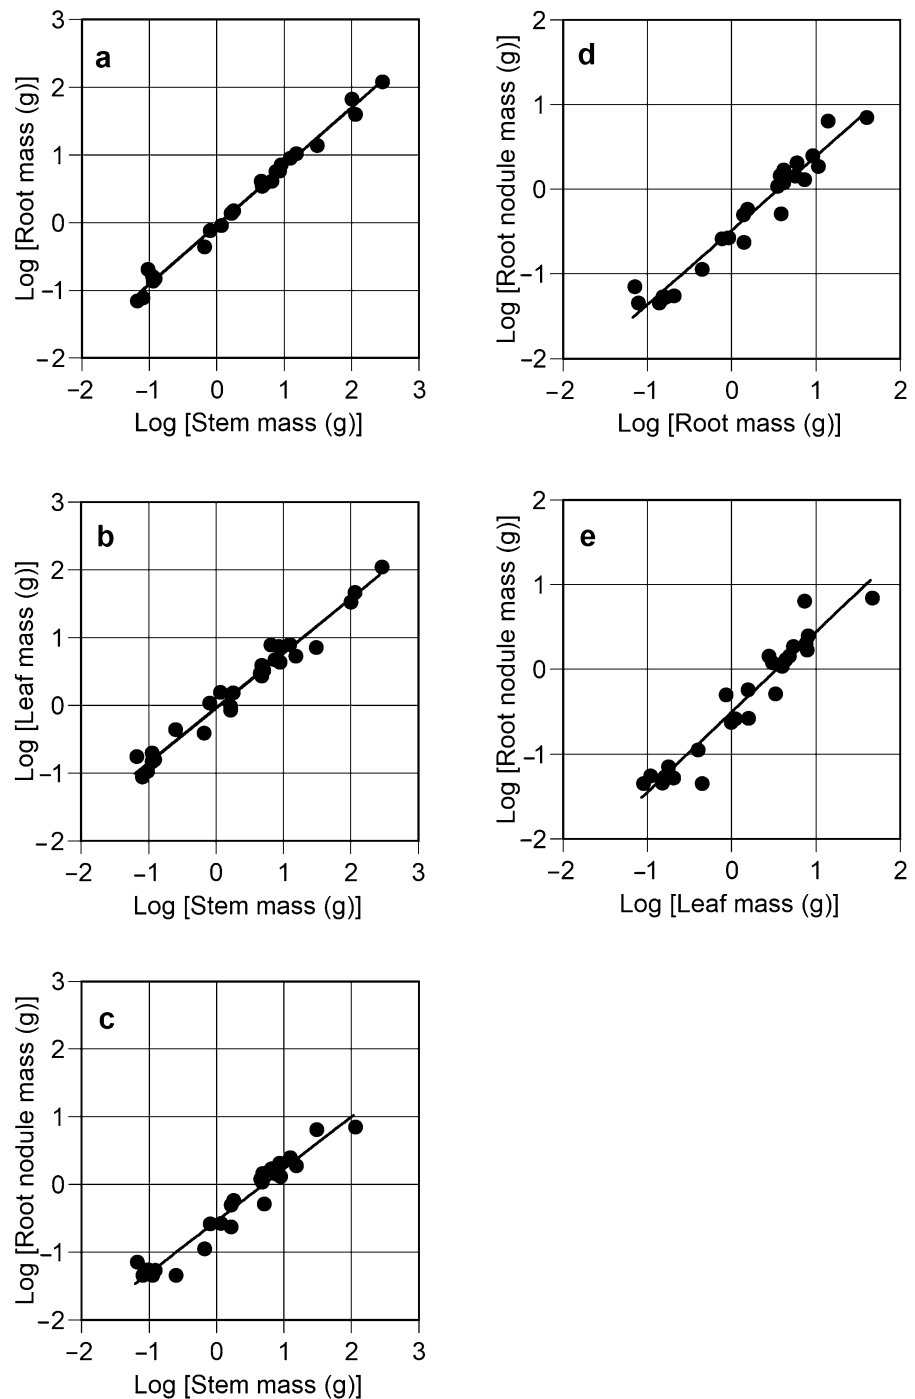 a
Log [Root mass (g)]
3
2
1
0
−1
−2
−2 −1 0 1 2 3
Log [Stem mass (g)]
d
Log [Root nodule mass (g)]
2
1
0
−1
−2
−2 −1 0 1 2
Log [Root mass (g)]
b
Log [Leaf mass (g)]
3
2
1
0
−1
−2
−2 −1 0 1 2 3
Log [Stem mass (g)]
e
Log [Root nodule mass (g)]
2
1
0
−1
−2
−2 −1 0 1 2
Log [Leaf mass (g)]
c
Log [Root nodule mass (g)]
3
2
1
0
−1
−2
−2 −1 0 1 2 3
Log [Stem mass (g)]